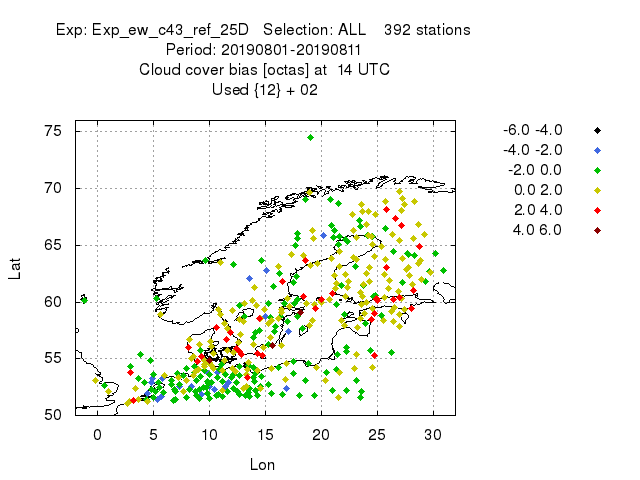 Exp: Exp_ew_c43_ref_25D Selection: ALL 392 stations
Period: 20190801-20190811
Cloud cover bias [octas] at 14 UTC
Used {12} + 02
75
70
65
60
55
50
Lat
0 5 10 15 20 25 30
Lon
-6.0 -4.0
-4.0 -2.0
-2.0 0.0
0.0 2.0
2.0 4.0
4.0 6.0